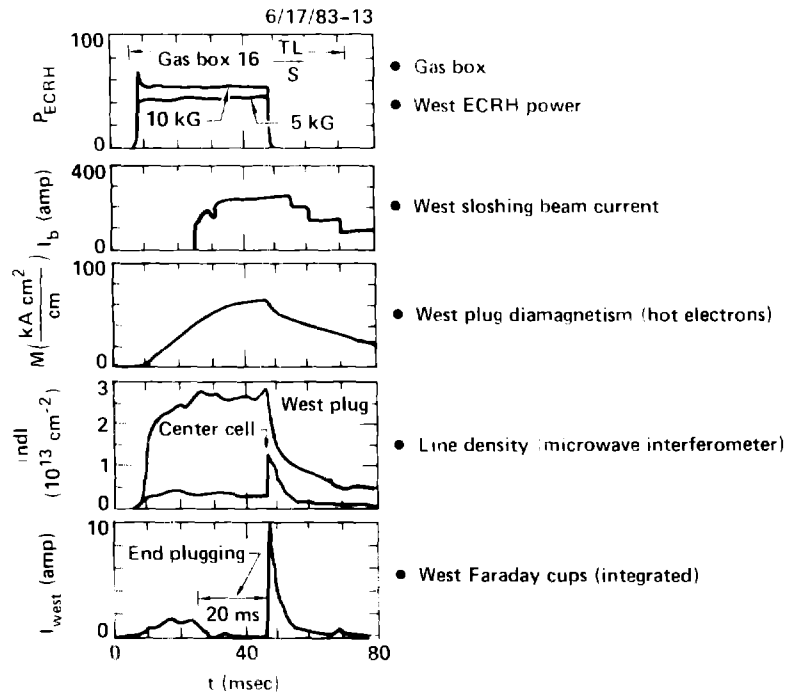 6/17/83-13
100
P_ECRH
0
Gas box 16 TL/S
10 kG
5 kG
• Gas box
• West ECRH power
400
I_b (amp)
0
• West sloshing beam current
100
M(kA cm²/cm)
0
• West plug diamagnetism (hot electrons)
3
2
1
0
∫ndl
(10¹³ cm⁻²)
West plug
Center cell
• Line density (microwave interferometer)
10
I_west (amp)
0
End plugging
20 ms
• West Faraday cups (integrated)
0 40 80
t (msec)